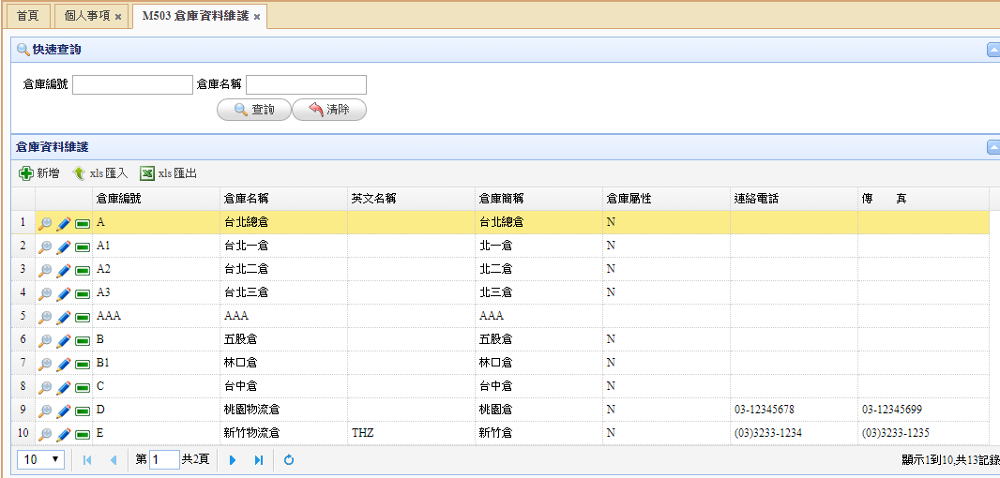 首頁 個人事項 × M503 倉庫資料維護 ×
快速查詢
倉庫編號 倉庫名稱
查詢 清除
倉庫資料維護
新增 xls 匯入 xls 匯出
倉庫編號 倉庫名稱 英文名稱 倉庫簡稱 倉庫屬性 連絡電話 傳 真
1 A 台北總倉 台北總倉 N
2 A1 台北一倉 北一倉 N
3 A2 台北二倉 北二倉 N
4 A3 台北三倉 北三倉 N
5 AAA AAA AAA
6 B 五股倉 五股倉 N
7 B1 林口倉 林口倉 N
8 C 台中倉 台中倉 N
9 D 桃園物流倉 桃園倉 N 03-12345678 03-12345699
10 E 新竹物流倉 THZ 新竹倉 N (03)3233-1234 (03)3233-1235
10 第 1 共2頁 顯示1到10,共13記錄